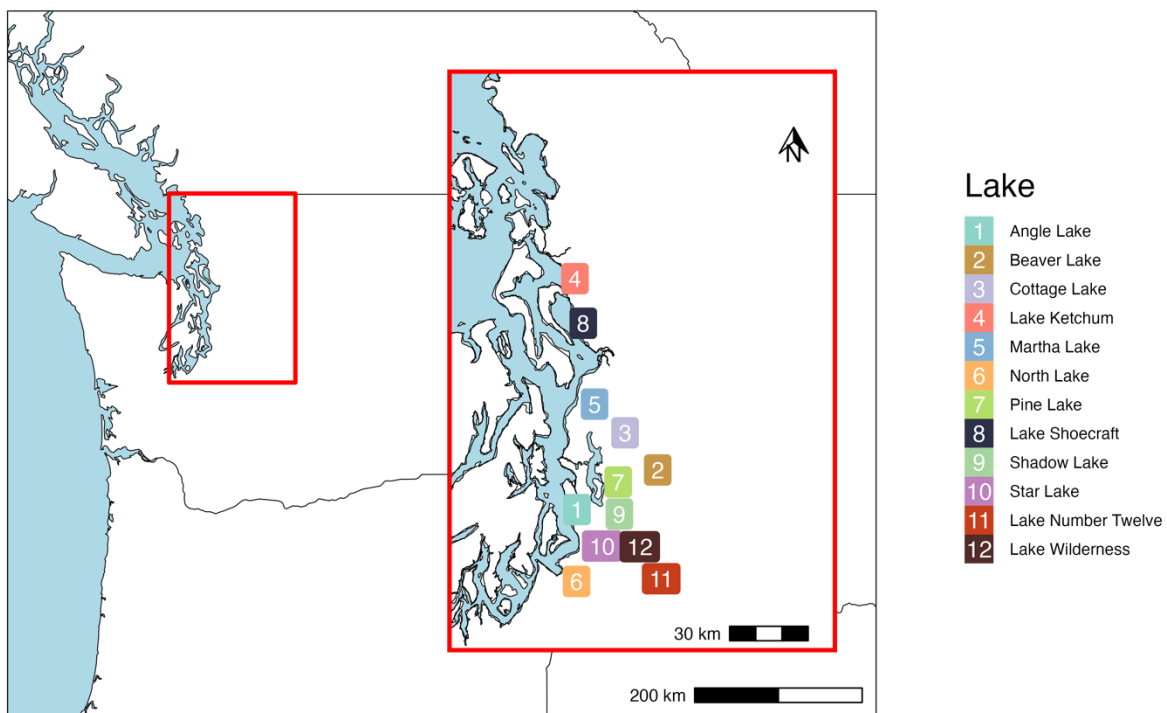 N
4
8
5
3
2
7
1
9
10
12
6
11
30 km
200 km
Lake
1 Angle Lake
2 Beaver Lake
3 Cottage Lake
4 Lake Ketchum
5 Martha Lake
6 North Lake
7 Pine Lake
8 Lake Shoecraft
9 Shadow Lake
10 Star Lake
11 Lake Number Twelve
12 Lake Wilderness